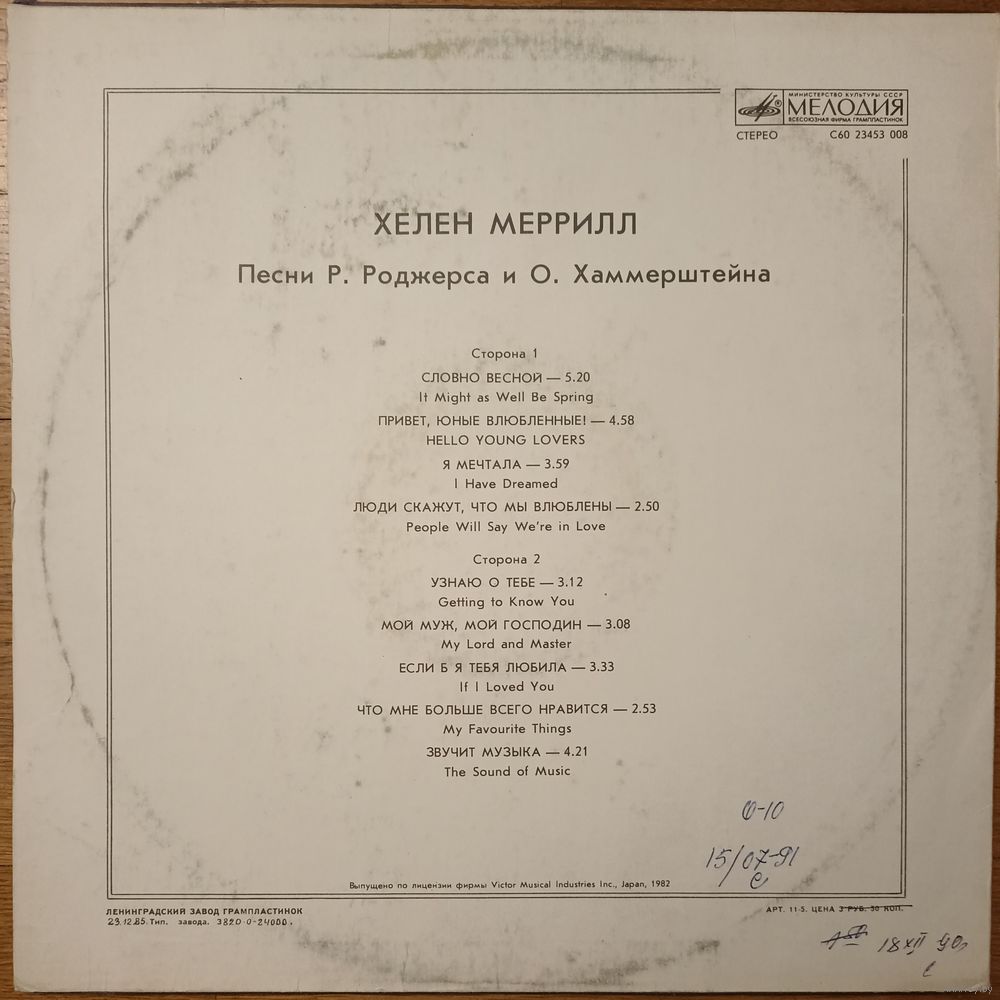 МИНИСТЕРСТВО КУЛЬТУРЫ СССР
МЕЛОДИЯ
ВСЕСОЮЗНАЯ ФИРМА ГРАМПЛАСТИНОК
СТЕРЕО С60 23453 008
ХЕЛЕН МЕРРИЛЛ
Песни Р. Роджерса и О. Хаммерштейна
Сторона 1
СЛОВНО ВЕСНОЙ — 5.20
It Might as Well Be Spring
ПРИВЕТ, ЮНЫЕ ВЛЮБЛЕННЫЕ! — 4.58
HELLO YOUNG LOVERS
Я МЕЧТАЛА — 3.59
I Have Dreamed
ЛЮДИ СКАЖУТ, ЧТО МЫ ВЛЮБЛЕНЫ — 2.50
People Will Say We're in Love
Сторона 2
УЗНАЮ О ТЕБЕ — 3.12
Getting to Know You
МОЙ МУЖ, МОЙ ГОСПОДИН — 3.08
My Lord and Master
ЕСЛИ Б Я ТЕБЯ ЛЮБИЛА — 3.33
If I Loved You
ЧТО МНЕ БОЛЬШЕ ВСЕГО НРАВИТСЯ — 2.53
My Favourite Things
ЗВУЧИТ МУЗЫКА — 4.21
The Sound of Music
15/07-91
Выпущено по лицензии фирмы Victor Musical Industries Inc., Japan, 1982
ЛЕНИНГРАДСКИЙ ЗАВОД ГРАМПЛАСТИНОК
АРТ. 11-5. ЦЕНА 3 РУБ. 50 КОП.
23.12.85. Тип. завода. 3820-0-24000.
18 XII 90